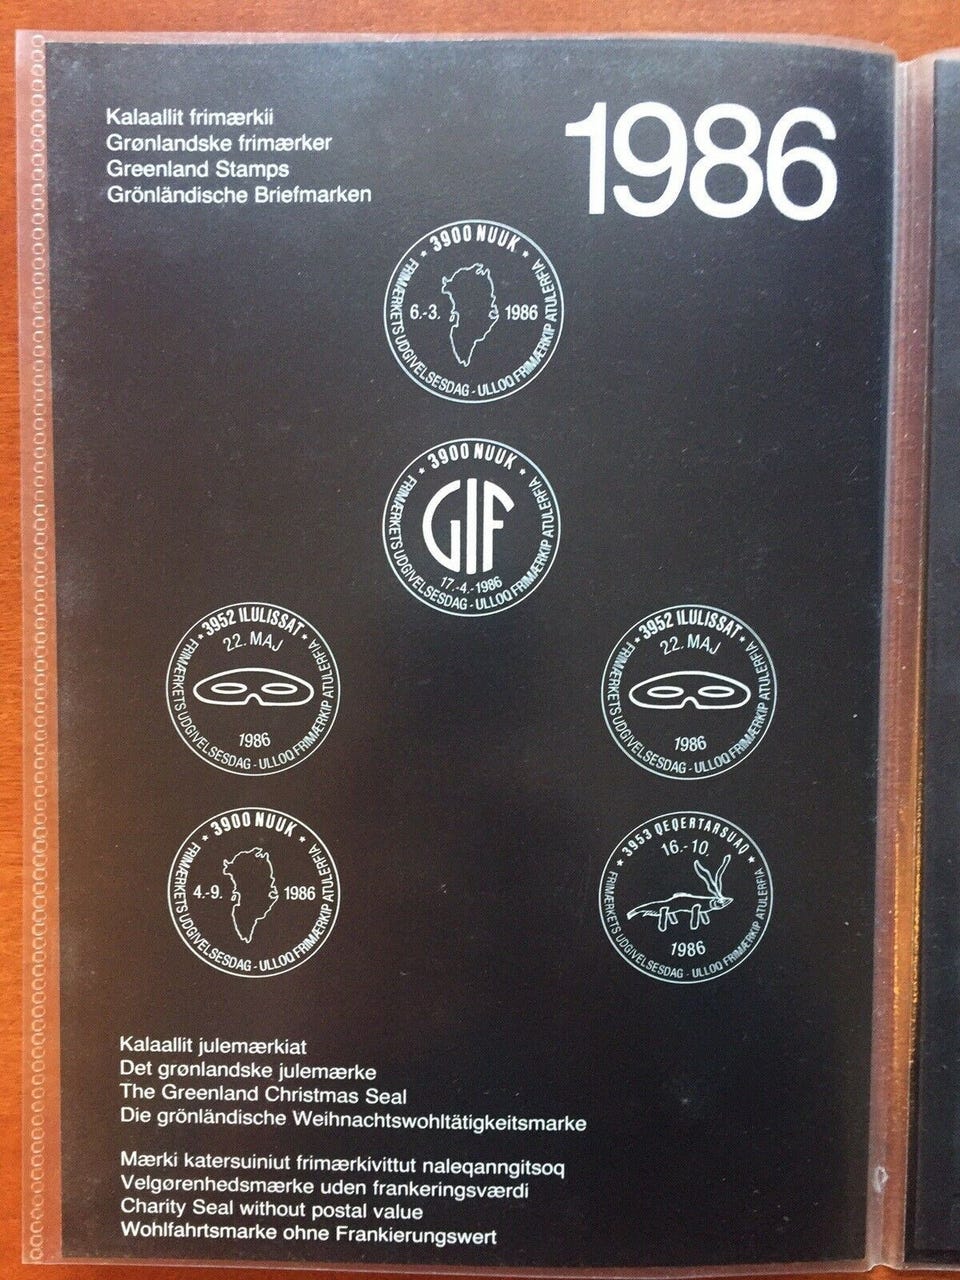 Kalaallit frimærkii
Grønlandske frimærker
Greenland Stamps
Grönländische Briefmarken
1986
★ 3900 NUUK ★
6.-3. 1986
FRIMÆRKETS UDGIVELSESDAG - ULLOQ FRIMÆRKIP ATULERFIA
★ 3900 NUUK ★
GIF
17.-4.-1986
FRIMÆRKETS UDGIVELSESDAG - ULLOQ FRIMÆRKIP ATULERFIA
★ 3952 ILULISSAT ★
22. MAJ
1986
FRIMÆRKETS UDGIVELSESDAG - ULLOQ FRIMÆRKIP ATULERFIA
★ 3952 ILULISSAT ★
22. MAJ
1986
FRIMÆRKETS UDGIVELSESDAG - ULLOQ FRIMÆRKIP ATULERFIA
★ 3900 NUUK ★
4.-9. 1986
FRIMÆRKETS UDGIVELSESDAG - ULLOQ FRIMÆRKIP ATULERFIA
★ 3953 QEQERTARSUAQ ★
16.-10.
1986
FRIMÆRKETS UDGIVELSESDAG - ULLOQ FRIMÆRKIP ATULERFIA
Kalaallit julemærkiat
Det grønlandske julemærke
The Greenland Christmas Seal
Die grönländische Weihnachtswohltätigkeitsmarke
Mærki katersuiniut frimærkivittut naleqanngitsoq
Velgørenhedsmærke uden frankeringsværdi
Charity Seal without postal value
Wohlfahrtsmarke ohne Frankierungswert